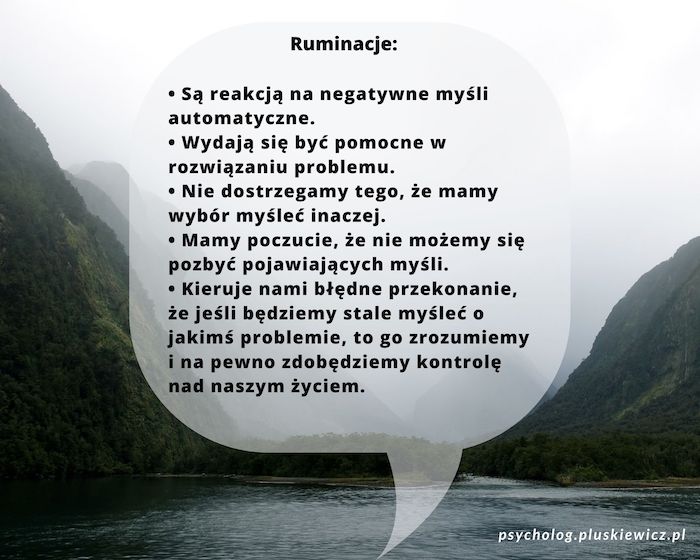 Ruminacje:
• Są reakcją na negatywne myśli
automatyczne.
• Wydają się być pomocne w
rozwiązaniu problemu.
• Nie dostrzegamy tego, że mamy
wybór myśleć inaczej.
• Mamy poczucie, że nie możemy się
pozbyć pojawiających myśli.
• Kieruje nami błędne przekonanie,
że jeśli będziemy stale myśleć o
jakimś problemie, to go zrozumiemy
i na pewno zdobędziemy kontrolę
nad naszym życiem.
psycholog.pluskiewicz.pl